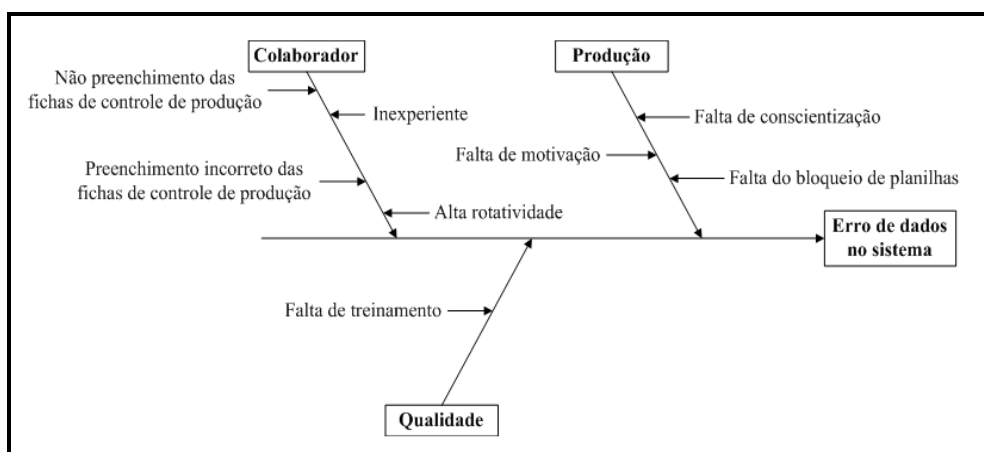 Colaborador
Produção
Não preenchimento das
fichas de controle de produção
Inexperiente
Falta de conscientização
Falta de motivação
Preenchimento incorreto das
fichas de controle de produção
Falta do bloqueio de planilhas
Alta rotatividade
Erro de dados
no sistema
Falta de treinamento
Qualidade